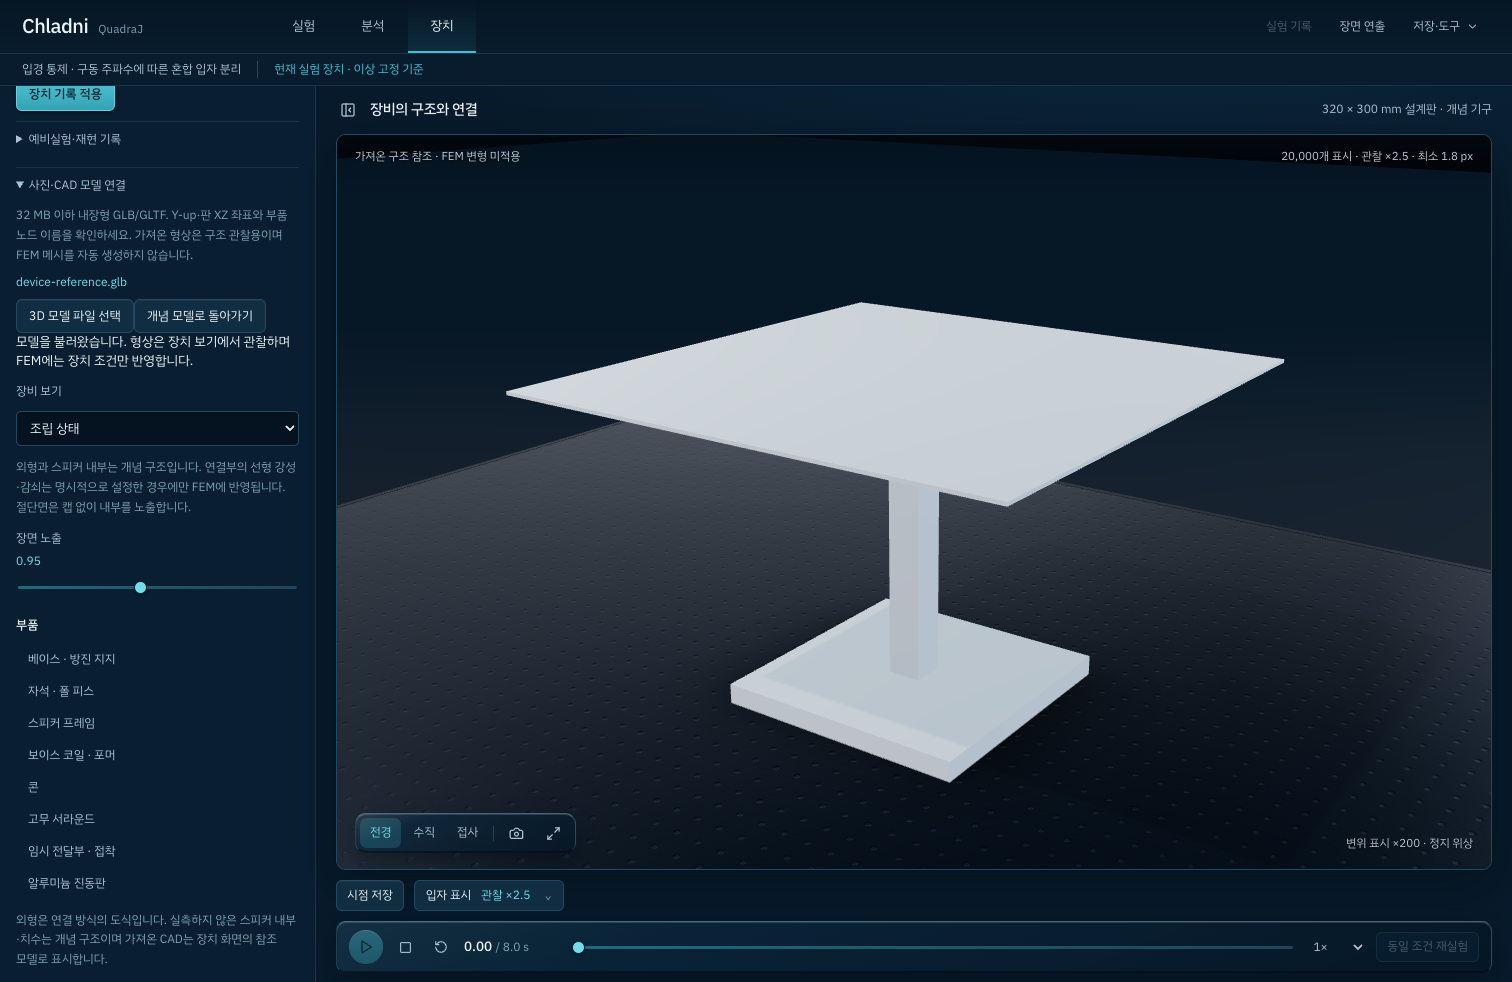 Chladni QuadraJ
실험 분석 장치
실험 기록 장면 연출 저장·도구
입경 통제 · 구동 주파수에 따른 혼합 입자 분리
현재 실험 장치 · 이상 고정 기준
장치 기록 적용
예비실험·재현 기록
사진·CAD 모델 연결
32 MB 이하 내장형 GLB/GLTF. Y-up·판 XZ 좌표와 부품
노드 이름을 확인하세요. 가져온 형상은 구조 관찰용이며
FEM 메시를 자동 생성하지 않습니다.
device-reference.glb
3D 모델 파일 선택 개념 모델로 돌아가기
모델을 불러왔습니다. 형상은 장치 보기에서 관찰하며
FEM에는 장치 조건만 반영합니다.
장비 보기
조립 상태
외형과 스피커 내부는 개념 구조입니다. 연결부의 선형 강성
·감쇠는 명시적으로 설정한 경우에만 FEM에 반영됩니다.
절단면은 캡 없이 내부를 노출합니다.
장면 노출
0.95
부품
베이스 · 방진 지지
자석 · 폴 피스
스피커 프레임
보이스 코일 · 포머
콘
고무 서라운드
임시 전달부 · 접착
알루미늄 진동판
외형은 연결 방식의 도식입니다. 실측하지 않은 스피커 내부
·치수는 개념 구조이며 가져온 CAD는 장치 화면의 참조
모델로 표시합니다.
장비의 구조와 연결
320 × 300 mm 설계판 · 개념 기구
가져온 구조 참조 · FEM 변형 미적용
20,000개 표시 · 관찰 ×2.5 · 최소 1.8 px
전경 수직 접사
변위 표시 ×200 · 정지 위상
시점 저장 입자 표시 관찰 ×2.5
0.00 / 8.0 s
1×
동일 조건 재실험